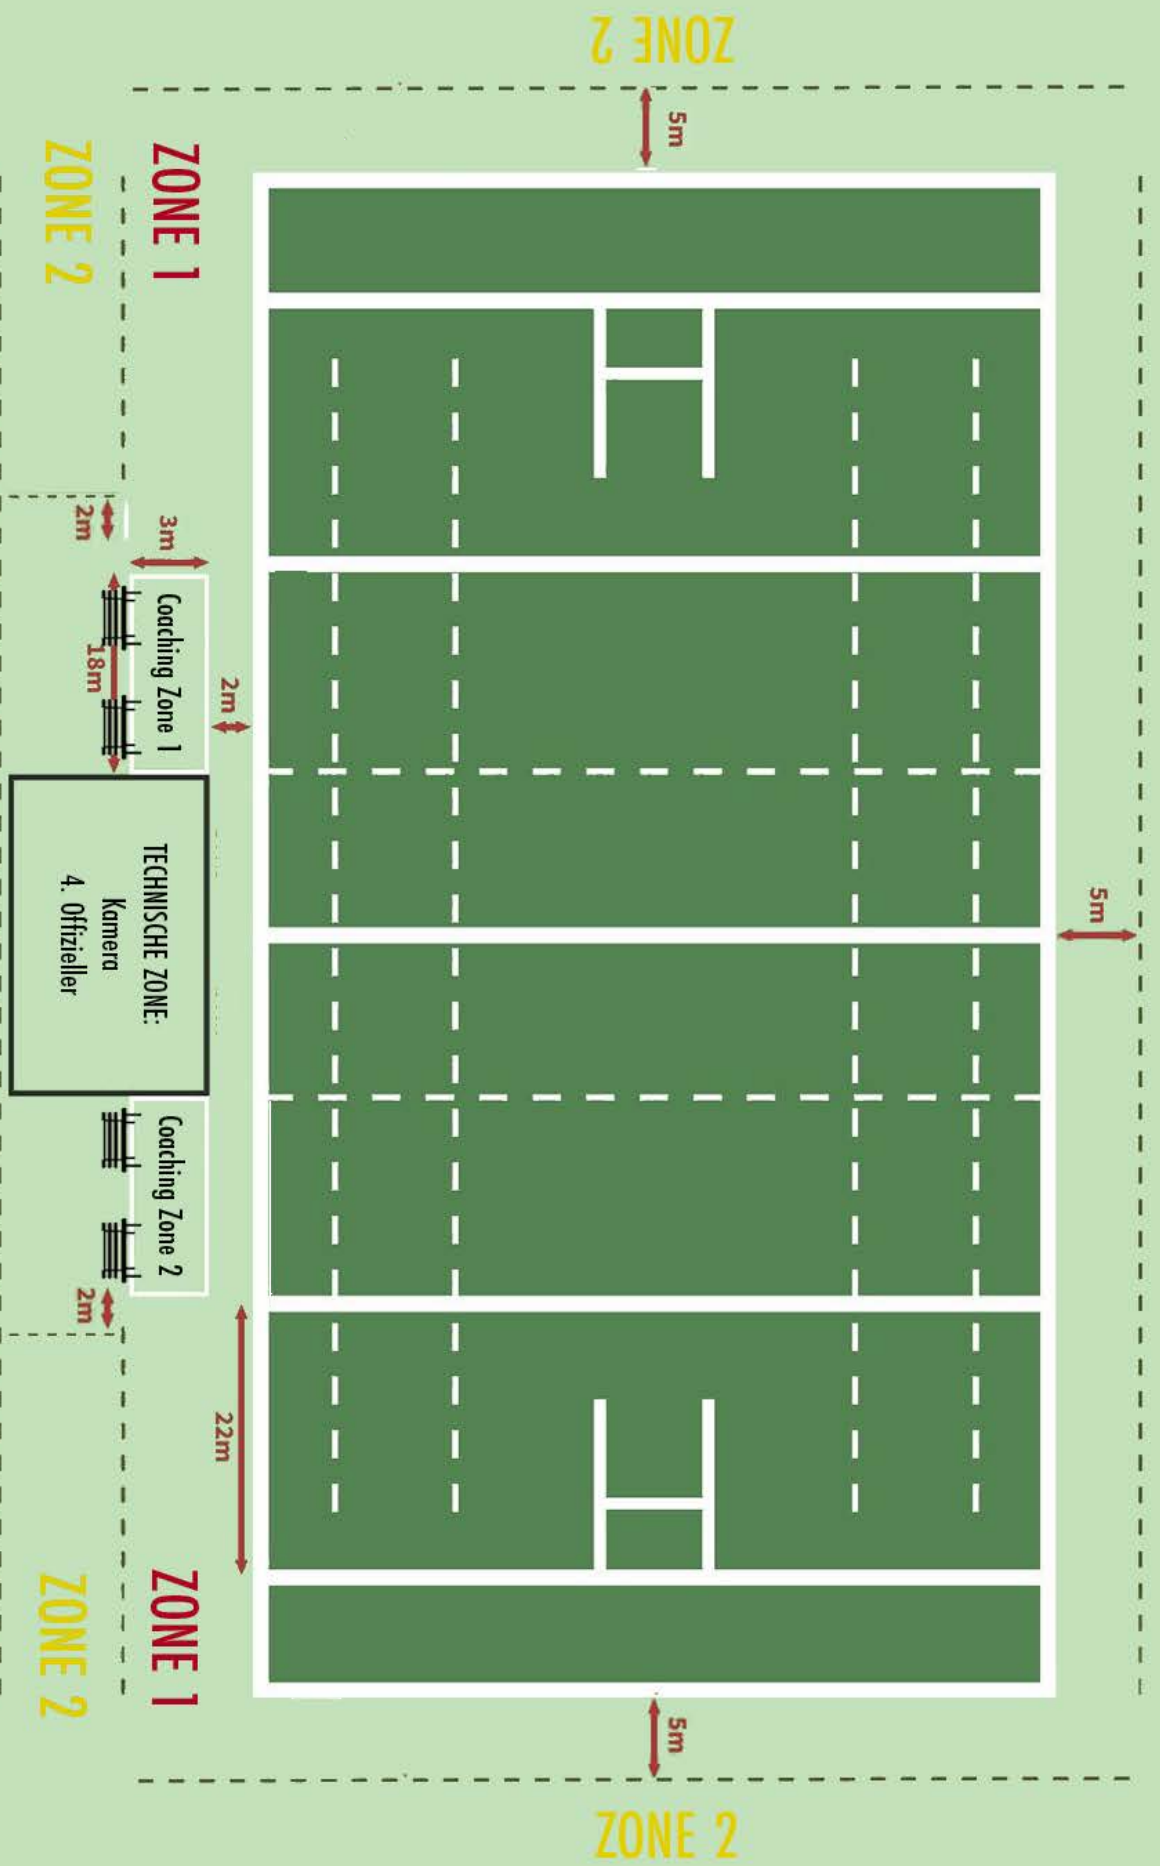 ZONE 2
5m
ZONE 1
ZONE 2
2m
3m
Coaching Zone 1
18m
2m
5m
TECHNISCHE ZONE:
Kamera
4. Offizieller
Coaching Zone 2
2m
22m
ZONE 1
ZONE 2
5m
ZONE 2